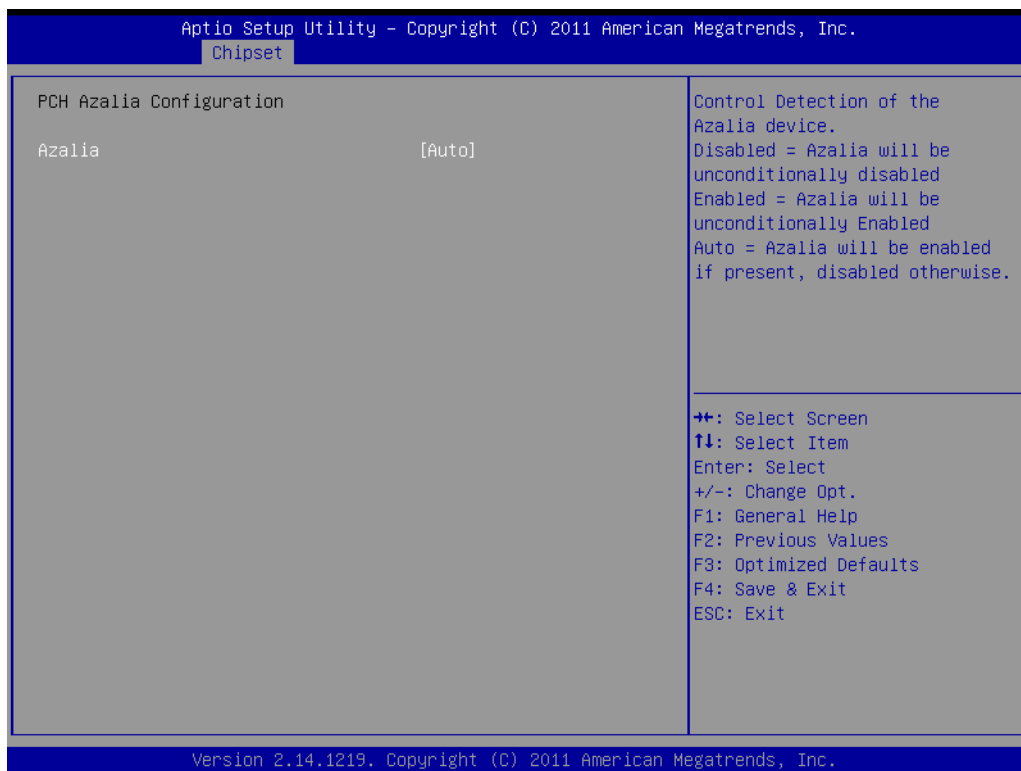 Aptio Setup Utility – Copyright (C) 2011 American Megatrends, Inc.
Chipset
PCH Azalia Configuration
Azalia [Auto]
Control Detection of the
Azalia device.
Disabled = Azalia will be
unconditionally disabled
Enabled = Azalia will be
unconditionally Enabled
Auto = Azalia will be enabled
if present, disabled otherwise.
→←: Select Screen
↑↓: Select Item
Enter: Select
+/-: Change Opt.
F1: General Help
F2: Previous Values
F3: Optimized Defaults
F4: Save & Exit
ESC: Exit
Version 2.14.1219. Copyright (C) 2011 American Megatrends, Inc.